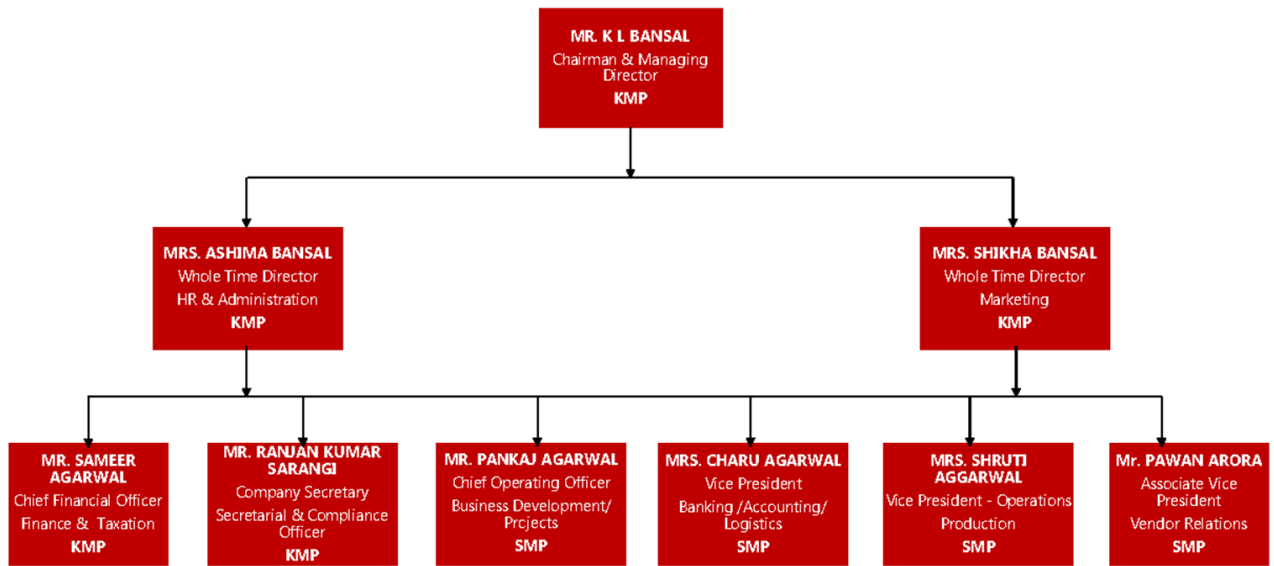 MR. K L BANSAL
Chairman & Managing
Director
KMP
MRS. ASHIMA BANSAL
Whole Time Director
HR & Administration
KMP
MRS. SHIKHA BANSAL
Whole Time Director
Marketing
KMP
MR. SAMEER
AGARWAL
Chief Financial Officer
Finance & Taxation
KMP
MR. RANJAN KUMAR
SARANGI
Company Secretary
Secretarial & Compliance
Officer
KMP
MR. PANKAJ AGARWAL
Chief Operating Officer
Business Development/
Projects
SMP
MRS. CHARU AGARWAL
Vice President
Banking /Accounting/
Logistics
SMP
MRS. SHRUTI
AGGARWAL
Vice President - Operations
Production
SMP
Mr. PAWAN ARORA
Associate Vice
President
Vendor Relations
SMP